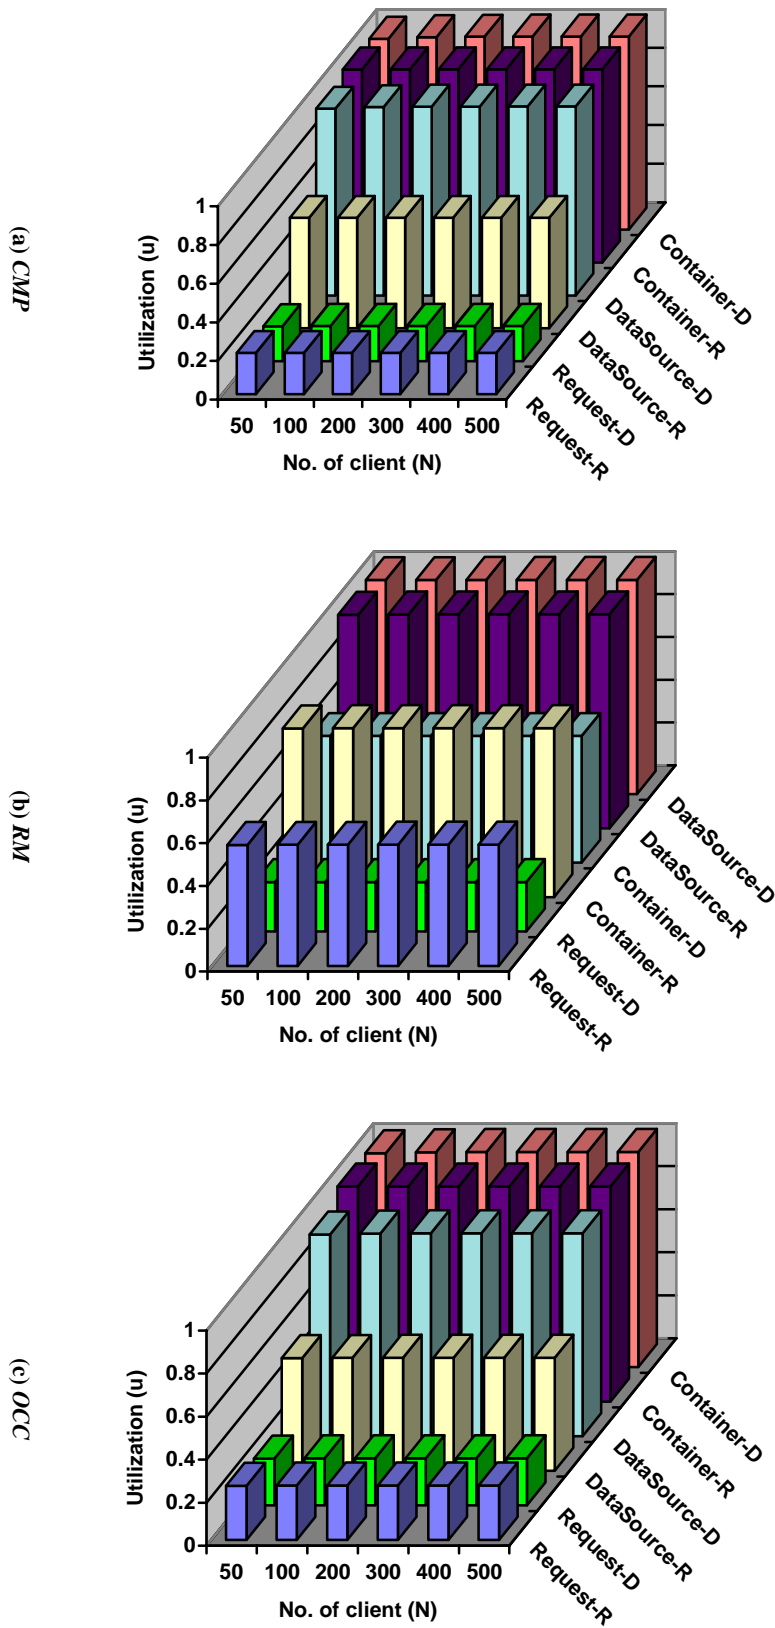 (a) CMP
Utilization (u)
1
0.8
0.6
0.4
0.2
0
50 100 200 300 400 500
No. of client (N)
Container-D
Container-R
DataSource-D
DataSource-R
Request-D
Request-R
(b) RM
Utilization (u)
1
0.8
0.6
0.4
0.2
0
50 100 200 300 400 500
No. of client (N)
DataSource-D
DataSource-R
Container-D
Container-R
Request-D
Request-R
(c) OCC
Utilization (u)
1
0.8
0.6
0.4
0.2
0
50 100 200 300 400 500
No. of client (N)
Container-D
Container-R
DataSource-D
DataSource-R
Request-D
Request-R